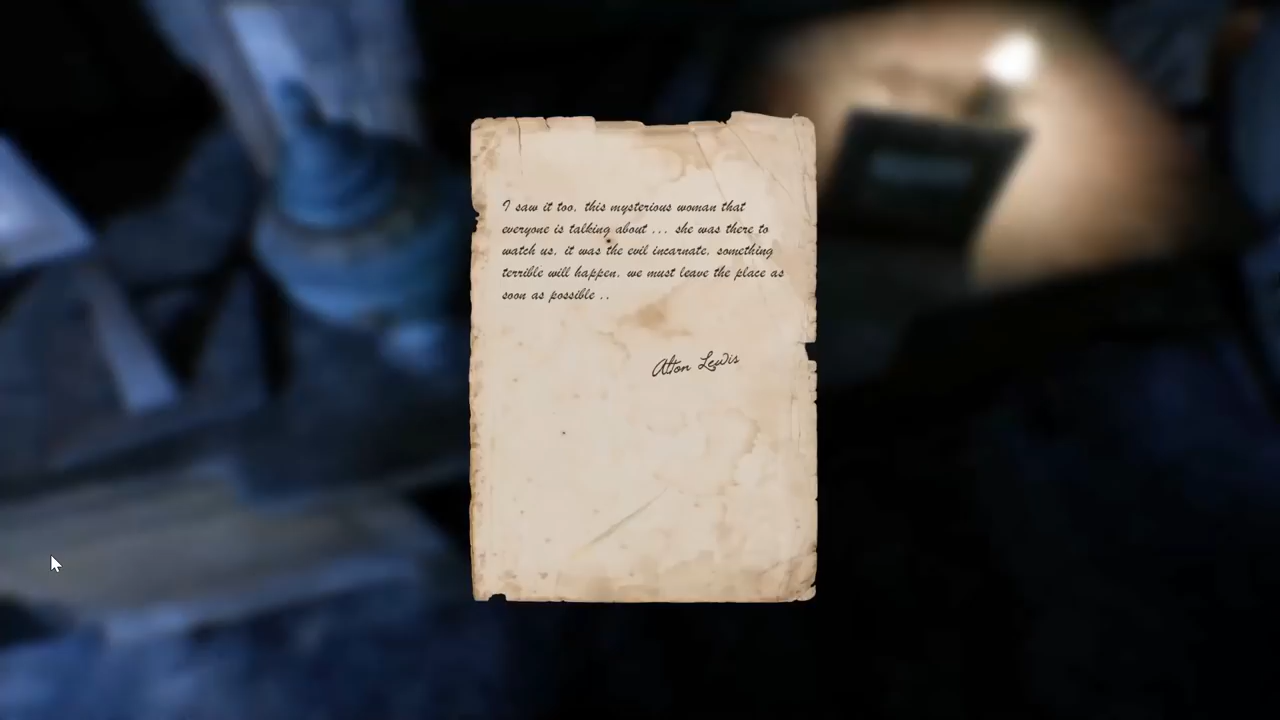 I saw it too, this mysterious woman that
everyone is talking about ... she was there to
watch us, it was the evil incarnate, something
terrible will happen, we must leave the place as
soon as possible ..
Alton Lewis